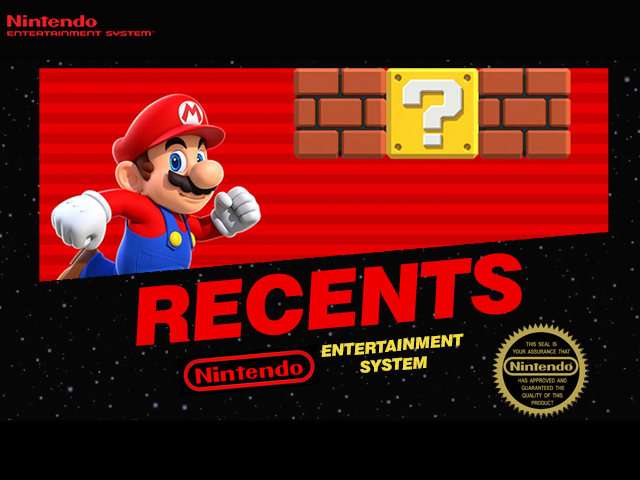 Nintendo
ENTERTAINMENT SYSTEM™
?
M
RECENTS
Nintendo
ENTERTAINMENT
SYSTEM
THIS SEAL IS
YOUR ASSURANCE THAT
Nintendo
HAS APPROVED AND
GUARANTEED THE
QUALITY OF THIS
PRODUCT